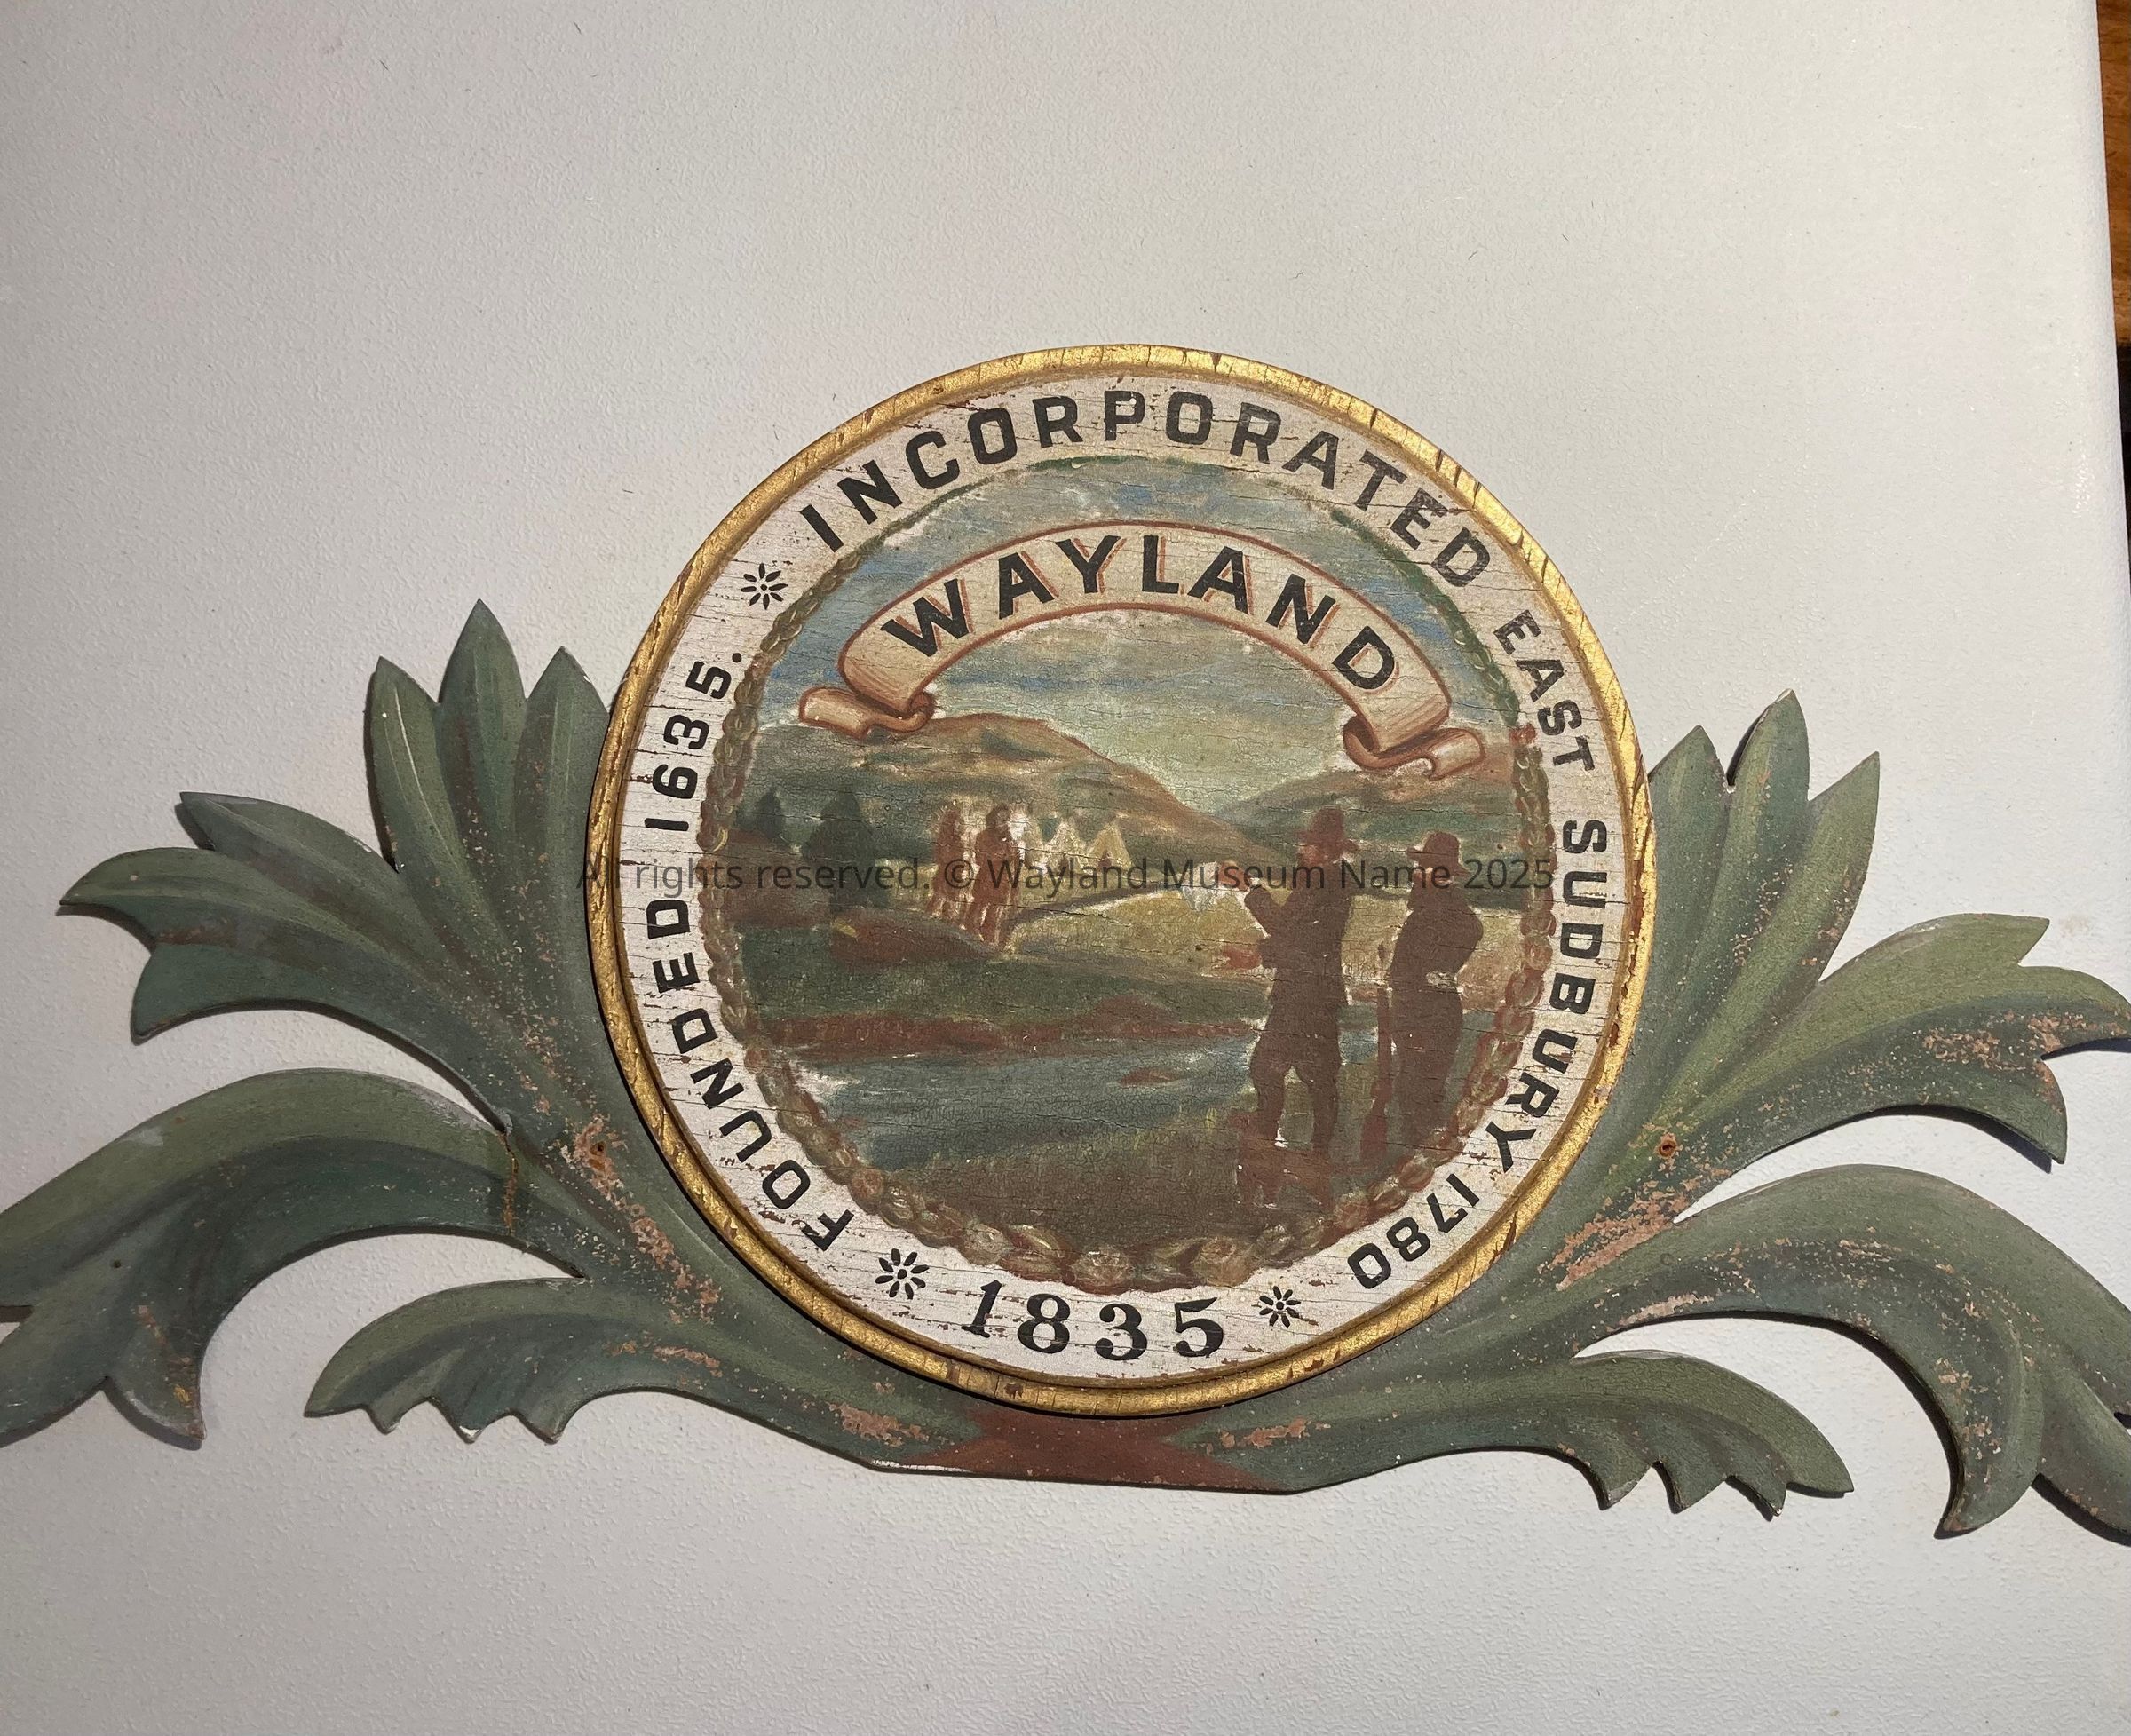 INCORPORATED EAST SUDBURY 1780
WAYLAND
FOUNDED 1635.
1835
All rights reserved. © Wayland Museum Name 2025